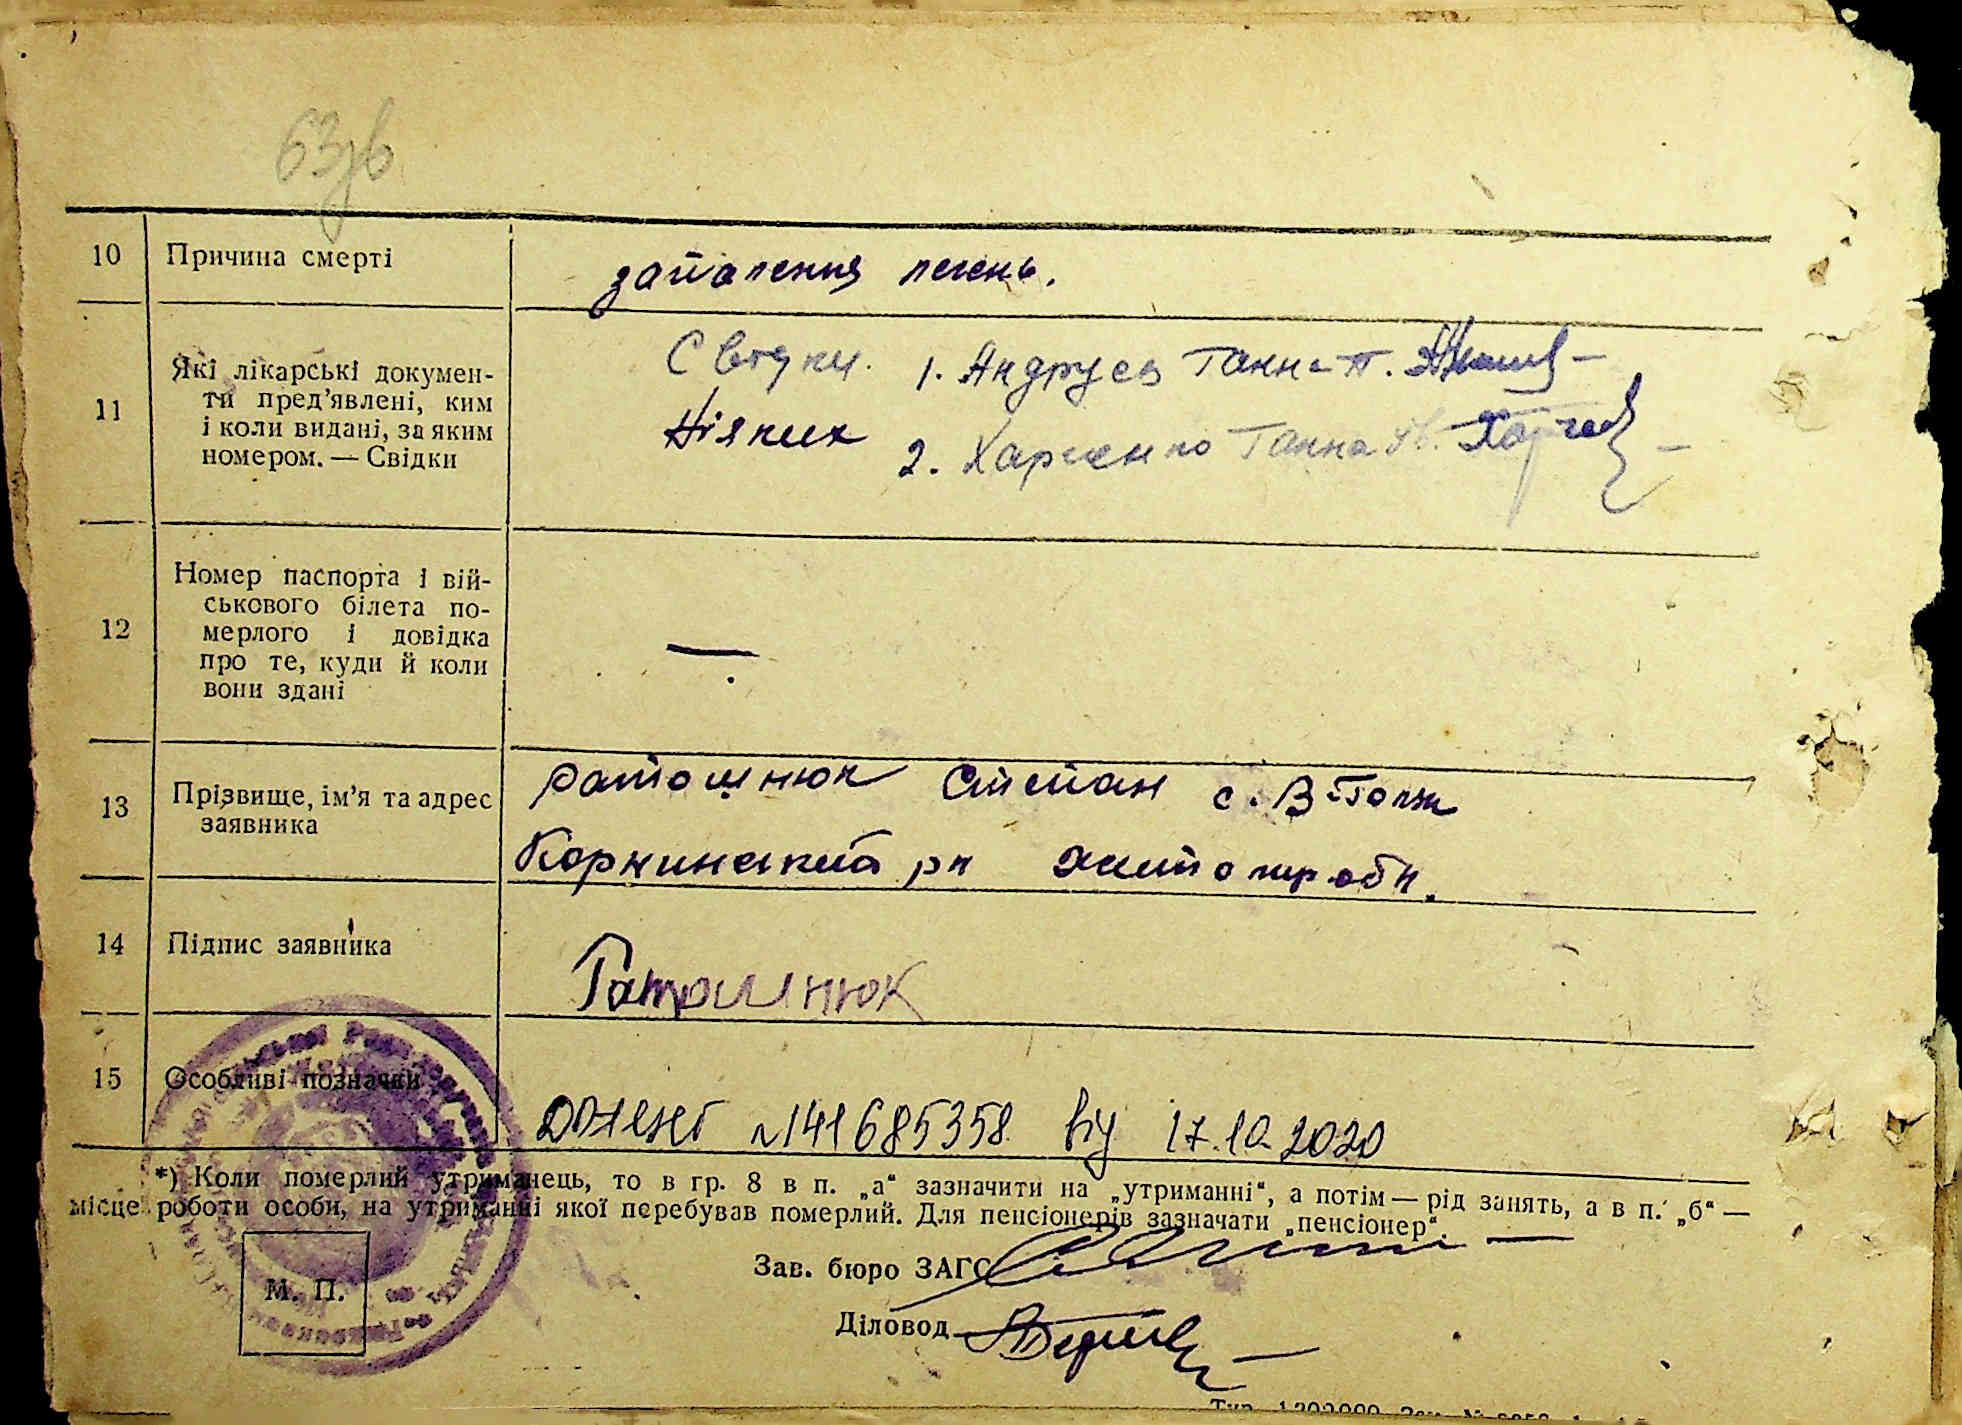 63зв
10 Причина смерті запалення легень.
11 Які лікарські докумен-
ти пред'явлені, ким
і коли видані, за яким
номером. — Свідки
Свідки. 1. Андрусь Ганна П.
Ніяких 2. Харченко Ганна Ів.
12 Номер паспорта і вій-
ськового білета по-
мерлого і довідка
про те, куди й коли
вони здані —
13 Прізвище, ім'я та адрес
заявника
Ратошнюк Степан с. В-Голяк
Корнинский рн Житомир обл.
14 Підпис заявника Ратошнюк
15 Особливі позначки
№141685358 від 17.10.2020
*) Коли померлий утриманець, то в гр. 8 в п. „а“ зазначити на „утриманні“, а потім — рід занять, а в п. „б“ —
місце роботи особи, на утриманні якої перебував померлий. Для пенсіонерів зазначати „пенсіонер“.
Зав. бюро ЗАГС
М. П.
Діловод